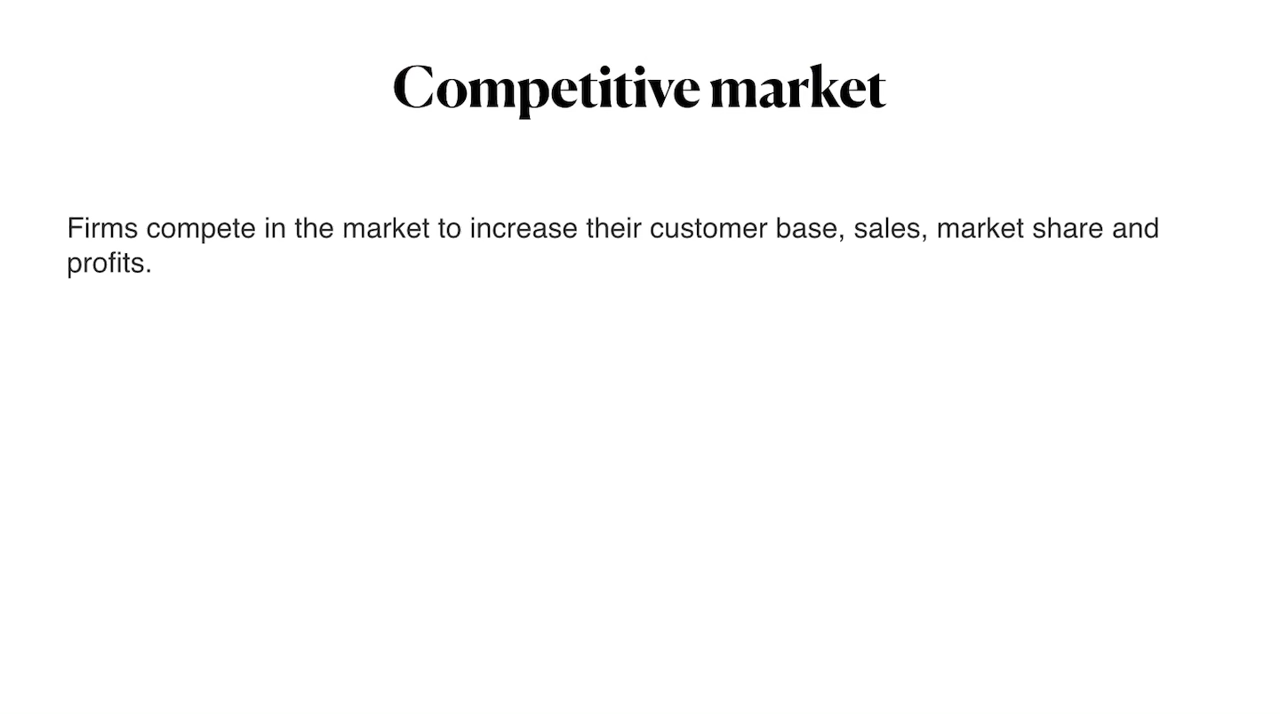 Competitive market
Firms compete in the market to increase their customer base, sales, market share and
profits.